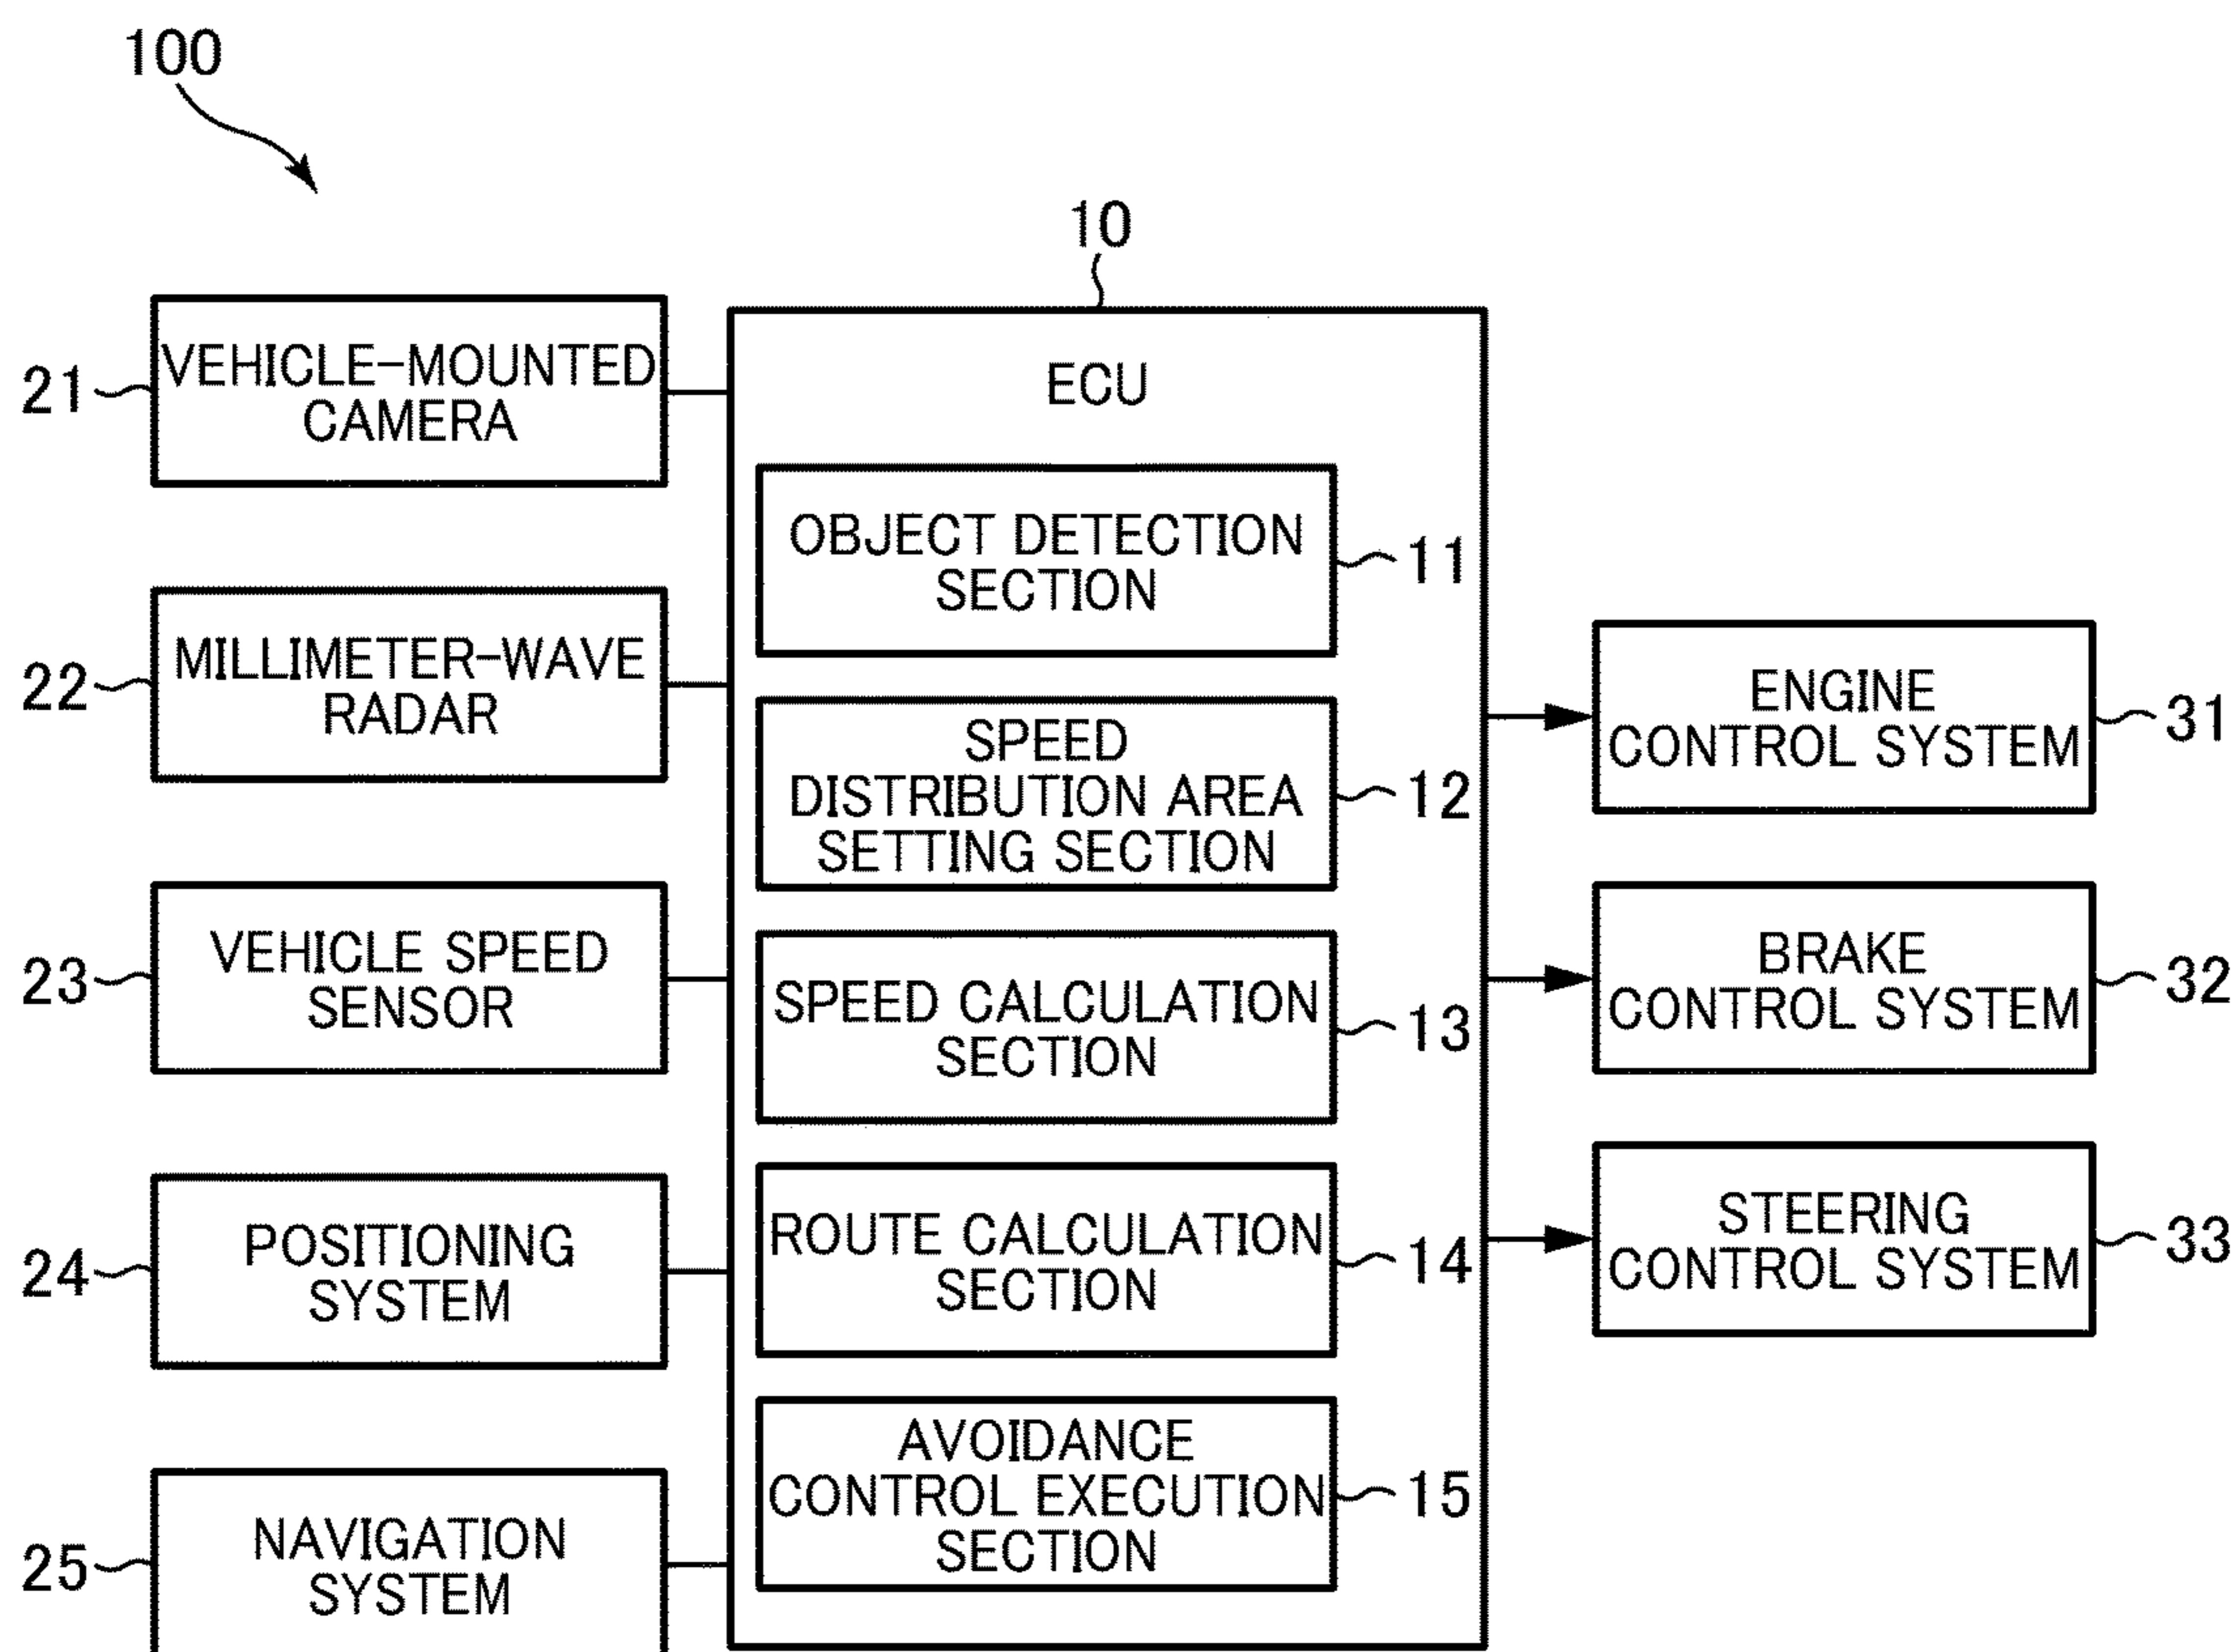 100
10
21
VEHICLE-MOUNTED
CAMERA
22
MILLIMETER-WAVE
RADAR
23
VEHICLE SPEED
SENSOR
24
POSITIONING
SYSTEM
25
NAVIGATION
SYSTEM
ECU
OBJECT DETECTION
SECTION
11
SPEED
DISTRIBUTION AREA
SETTING SECTION
12
SPEED CALCULATION
SECTION
13
ROUTE CALCULATION
SECTION
14
AVOIDANCE
CONTROL EXECUTION
SECTION
15
ENGINE
CONTROL SYSTEM
31
BRAKE
CONTROL SYSTEM
32
STEERING
CONTROL SYSTEM
33